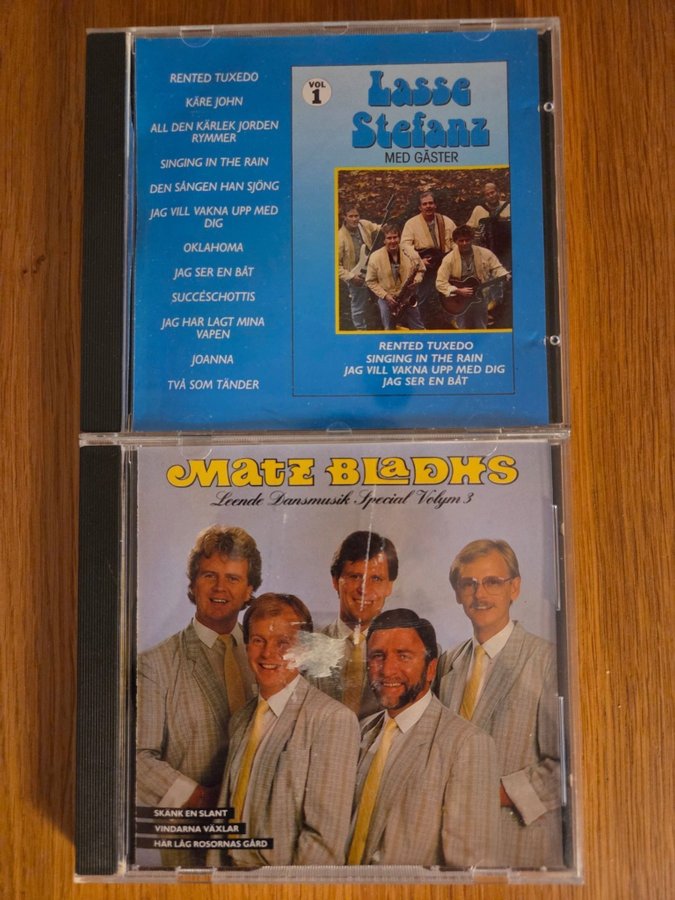 RENTED TUXEDO
KÄRE JOHN
ALL DEN KÄRLEK JORDEN
RYMMER
SINGING IN THE RAIN
DEN SÅNGEN HAN SJÖNG
JAG VILL VAKNA UPP MED
DIG
OKLAHOMA
JAG SER EN BÅT
SUCCÉSCHOTTIS
JAG HAR LAGT MINA
VAPEN
JOANNA
TVÅ SOM TÄNDER
VOL
1
Lasse
Stefanz
MED GÄSTER
RENTED TUXEDO
SINGING IN THE RAIN
JAG VILL VAKNA UPP MED DIG
JAG SER EN BÅT
MATZ BLADHS
Leende Dansmusik Special Volym 3
SKÄNK EN SLANT
VINDARNA VÄXLAR
HÄR LÅG ROSORNAS GÅRD